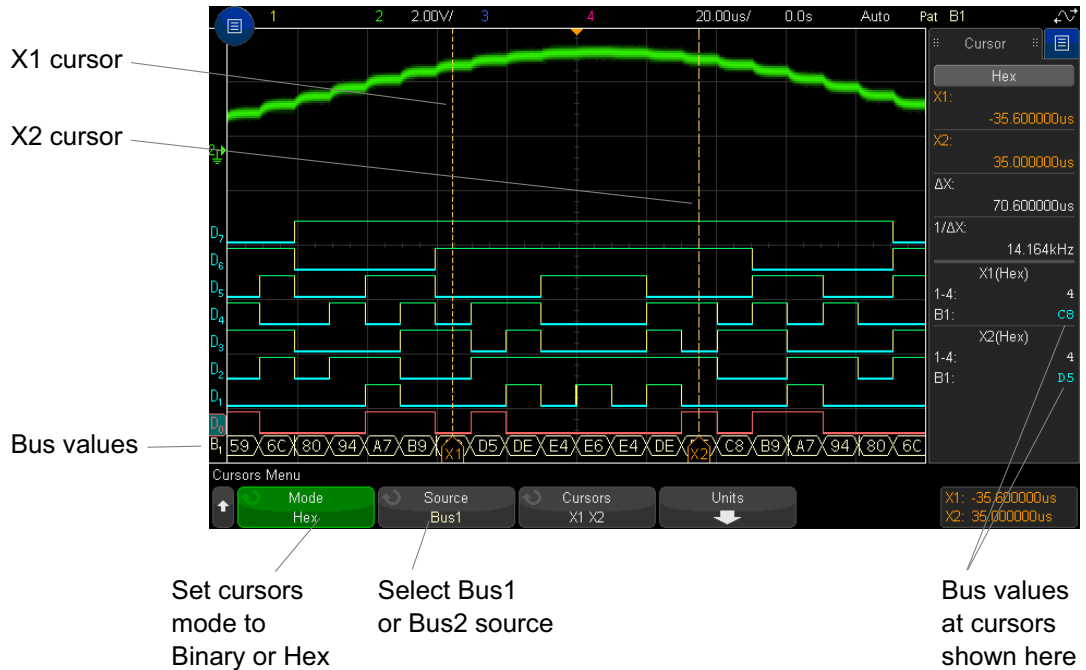 1 2 2.00V/ 3 4 20.00us/ 0.0s Auto Pat B1
X1 cursor
X2 cursor
Bus values
2
D7
D6
D5
D4
D3
D2
D1
D0
B1 59 6C 80 94 A7 B9 X1 D5 DE E4 E6 E4 DE X2 C8 B9 A7 94 80 6C
Cursor
Hex
X1:
-35.600000us
X2:
35.000000us
ΔX:
70.600000us
1/ΔX:
14.164kHz
X1(Hex)
1-4: 4
B1: C8
X2(Hex)
1-4: 4
B1: D5
Cursors Menu
Mode
Hex
Source
Bus1
Cursors
X1 X2
Units
X1: -35.600000us
X2: 35.000000us
Set cursors
mode to
Binary or Hex
Select Bus1
or Bus2 source
Bus values
at cursors
shown here